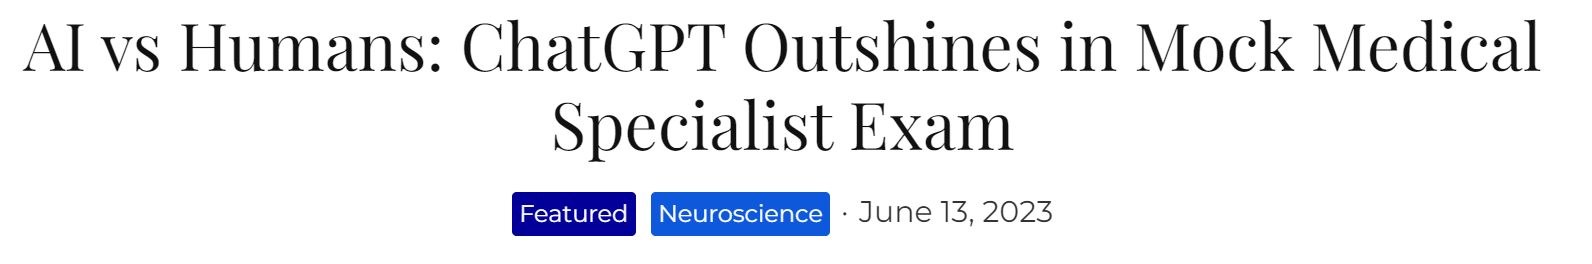 AI vs Humans: ChatGPT Outshines in Mock Medical
Specialist Exam
Featured Neuroscience · June 13, 2023